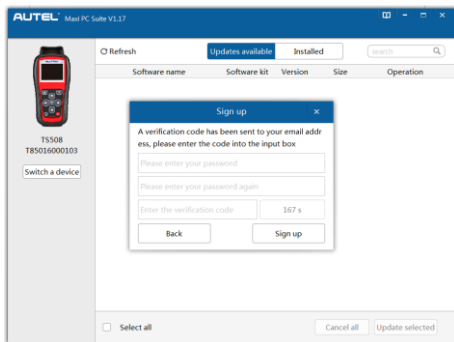 AUTEL Maxi PC Suite V1.17
Refresh
Updates available
Installed
search
Software name Software kit Version Size Operation
TS508
T85016000103
Switch a device
Sign up
A verification code has been sent to your email addr
ess, please enter the code into the input box
Please enter your password
Please enter your password again
Enter the verification code
167 s
Back
Sign up
Select all
Cancel all
Update selected